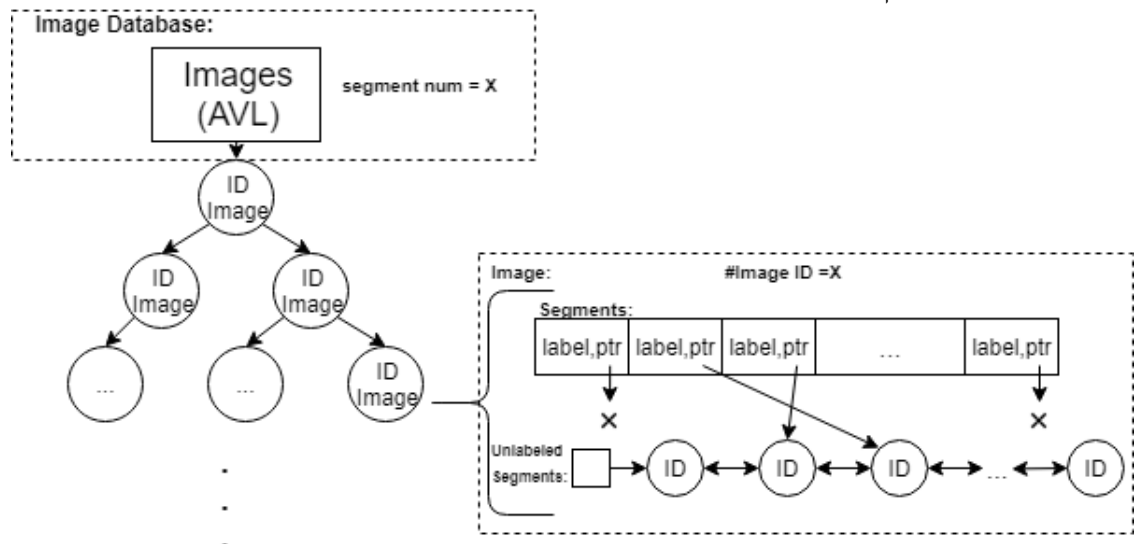 Image Database:
Images
(AVL)
segment num = X
ID
Image
ID
Image
ID
Image
...
...
ID
Image
Image:
#Image ID =X
Segments:
label,ptr
label,ptr
label,ptr
...
label,ptr
Unlabeled
Segments:
ID
ID
ID
...
ID